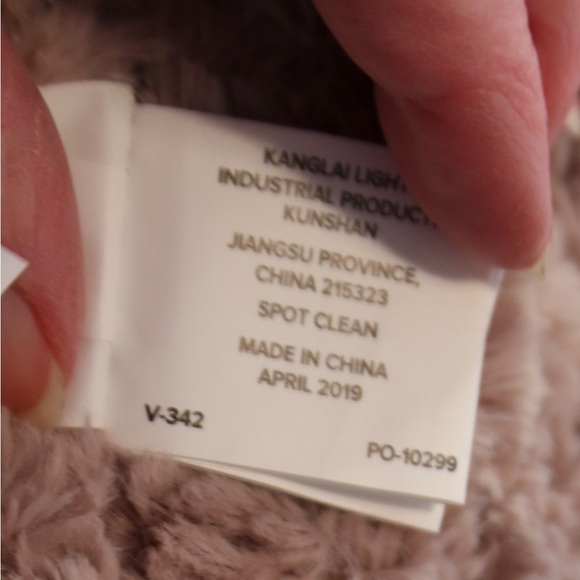 KANGLAI LIGHT
INDUSTRIAL PRODUCT
KUNSHAN
JIANGSU PROVINCE,
CHINA 215323
SPOT CLEAN
MADE IN CHINA
APRIL 2019
V-342
PO-10299